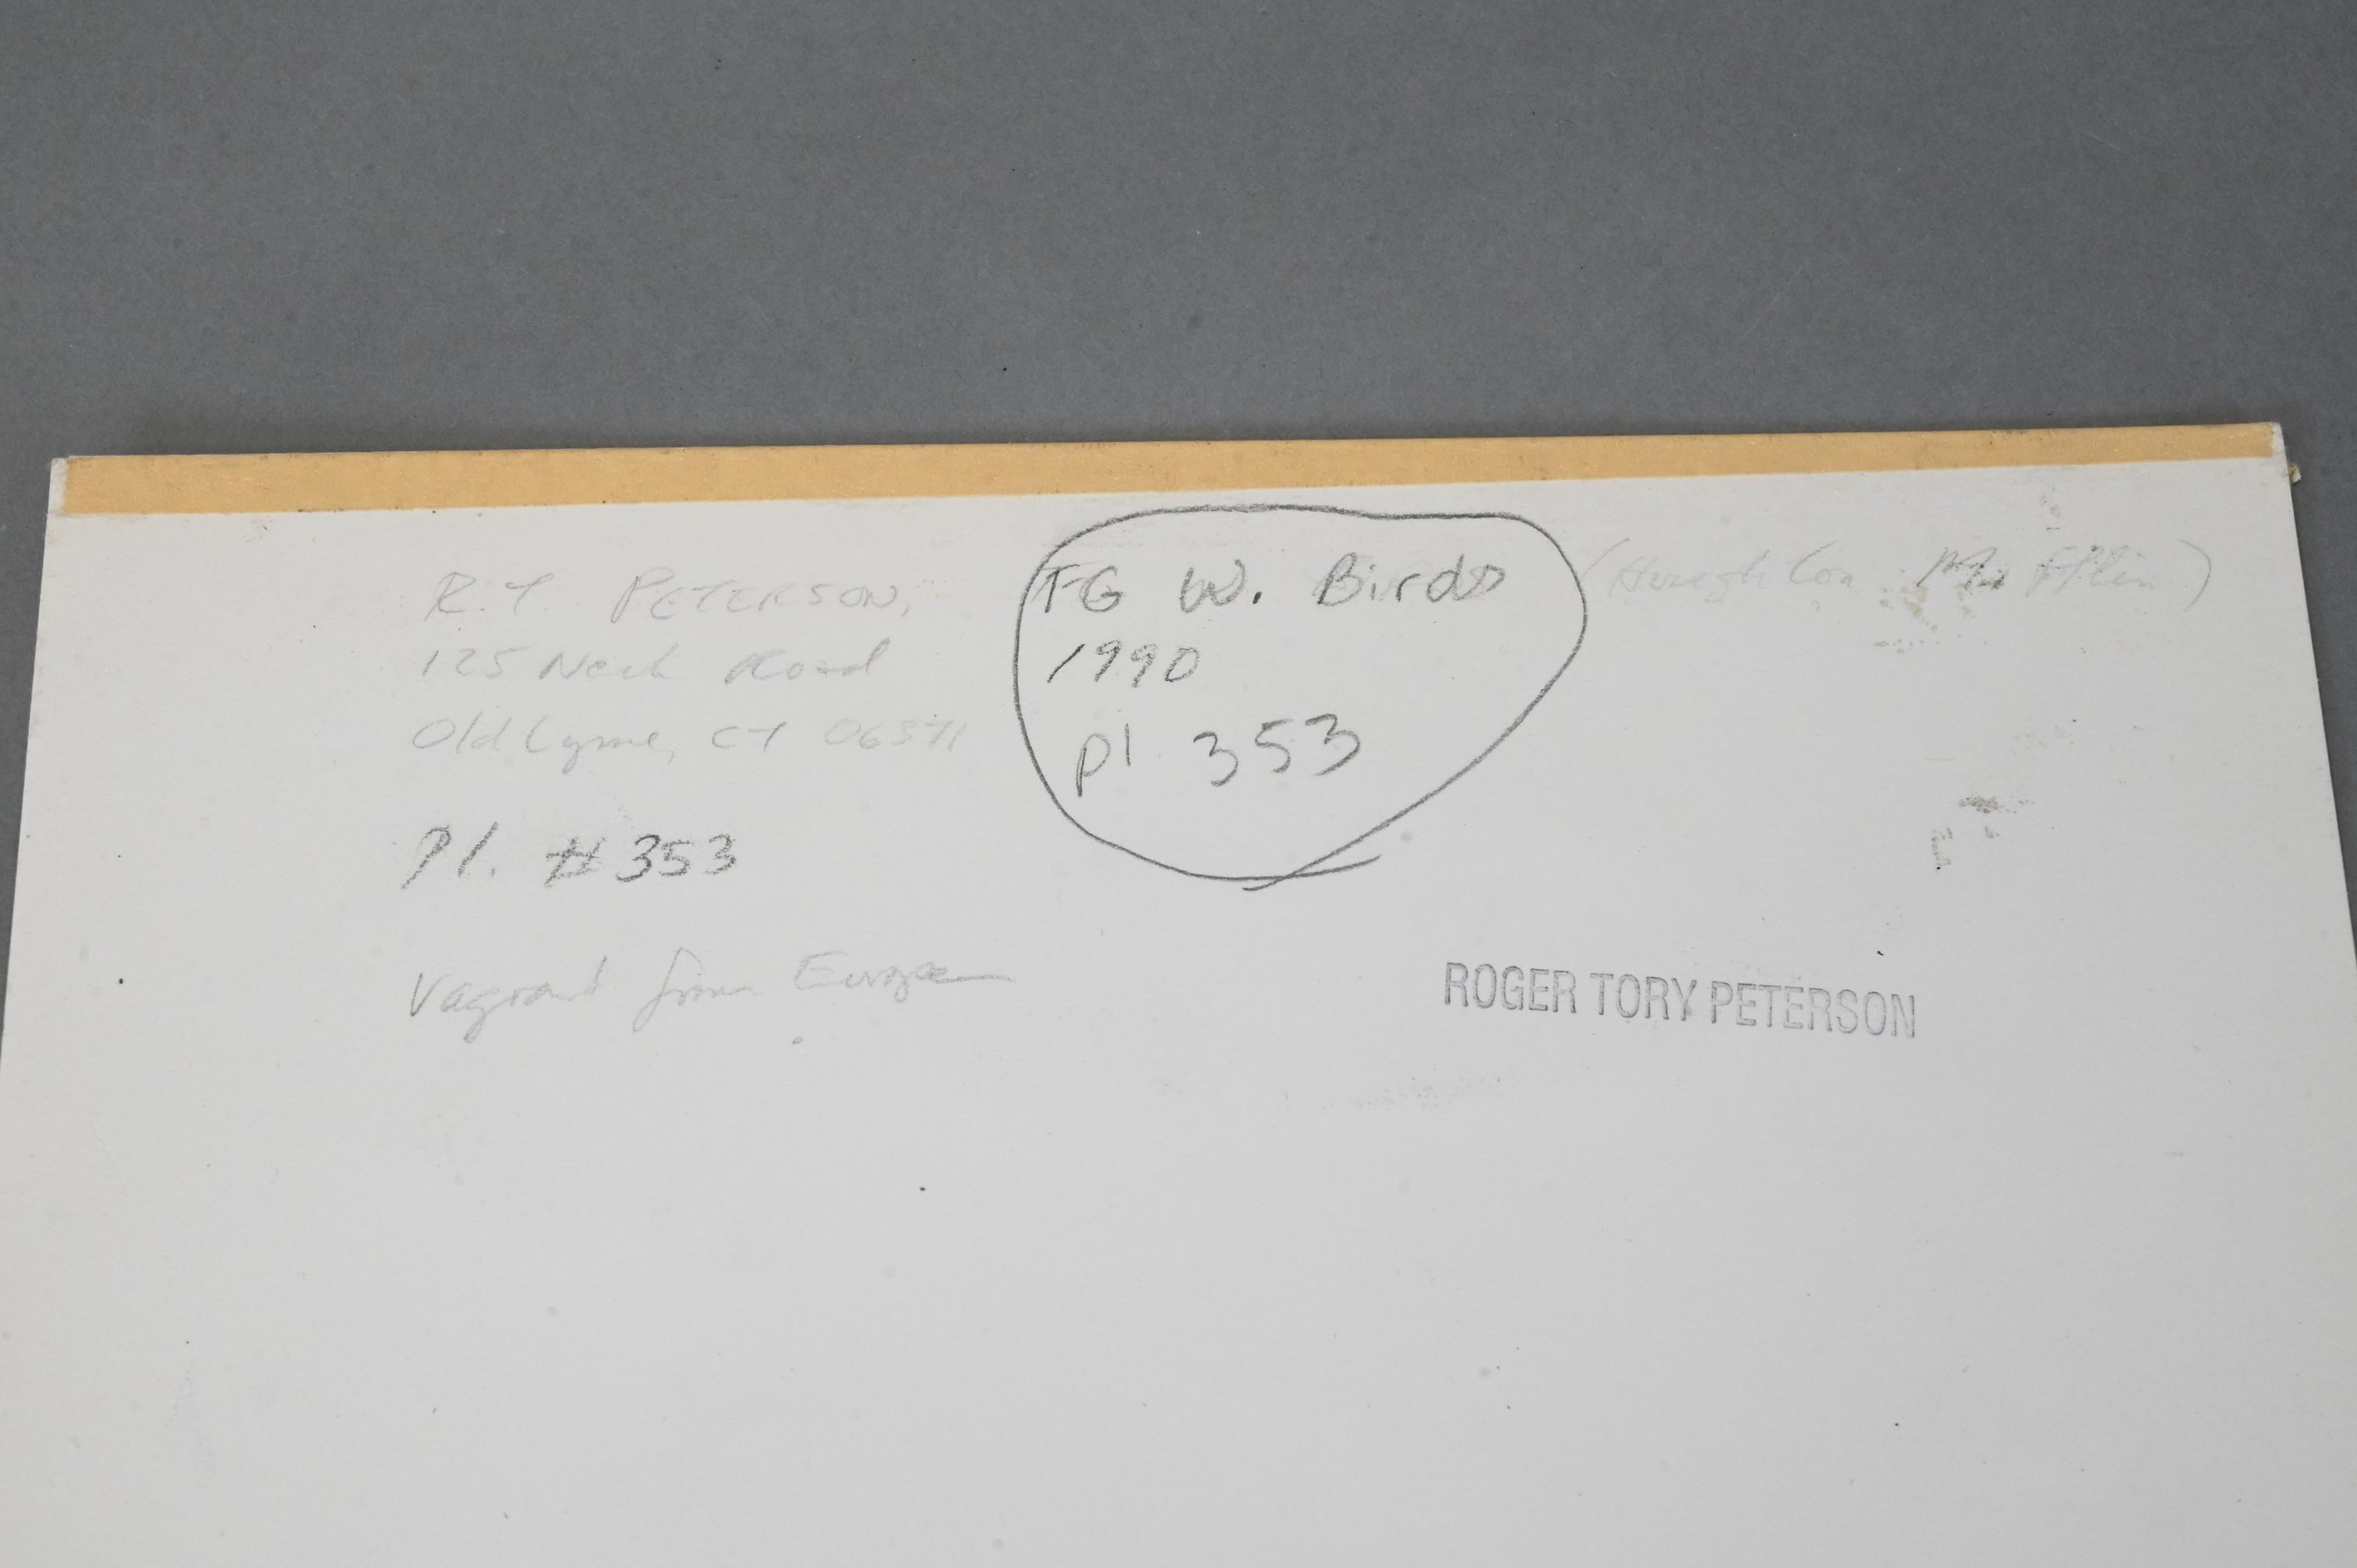 R.T. PETERSON,
125 Neck Road
Old Lyme, CT 06371
Pl. #353
Vagrant from Europe
FG W. Birds
1990
pl 353
(Houghton Mifflin)
ROGER TORY PETERSON